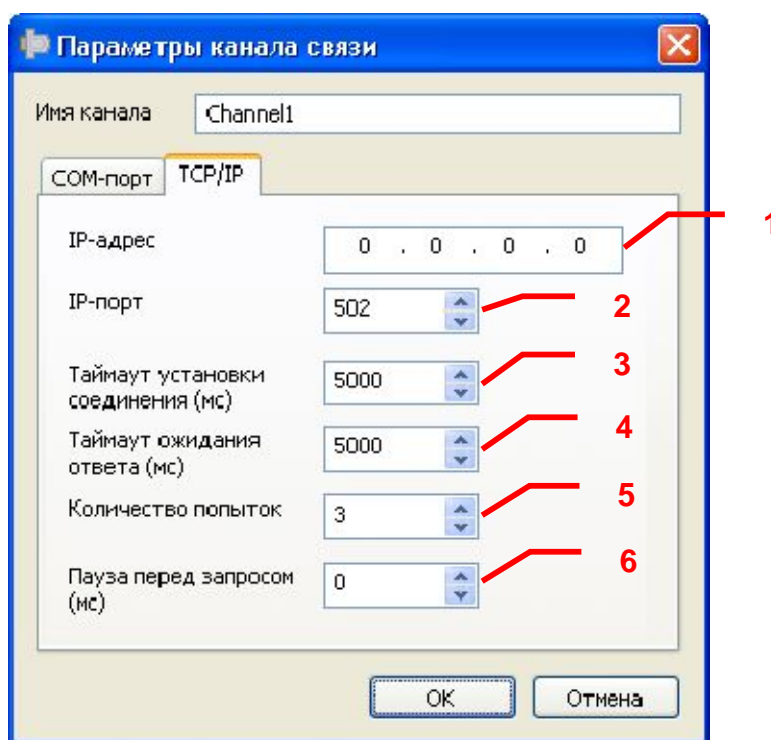 Параметры канала связи
Имя канала Channel1
COM-порт TCP/IP
IP-адрес 0 . 0 . 0 . 0 1
IP-порт 502 2
Таймаут установки
соединения (мс) 5000 3
Таймаут ожидания
ответа (мс) 5000 4
Количество попыток 3 5
Пауза перед запросом
(мс) 0 6
OK Отмена